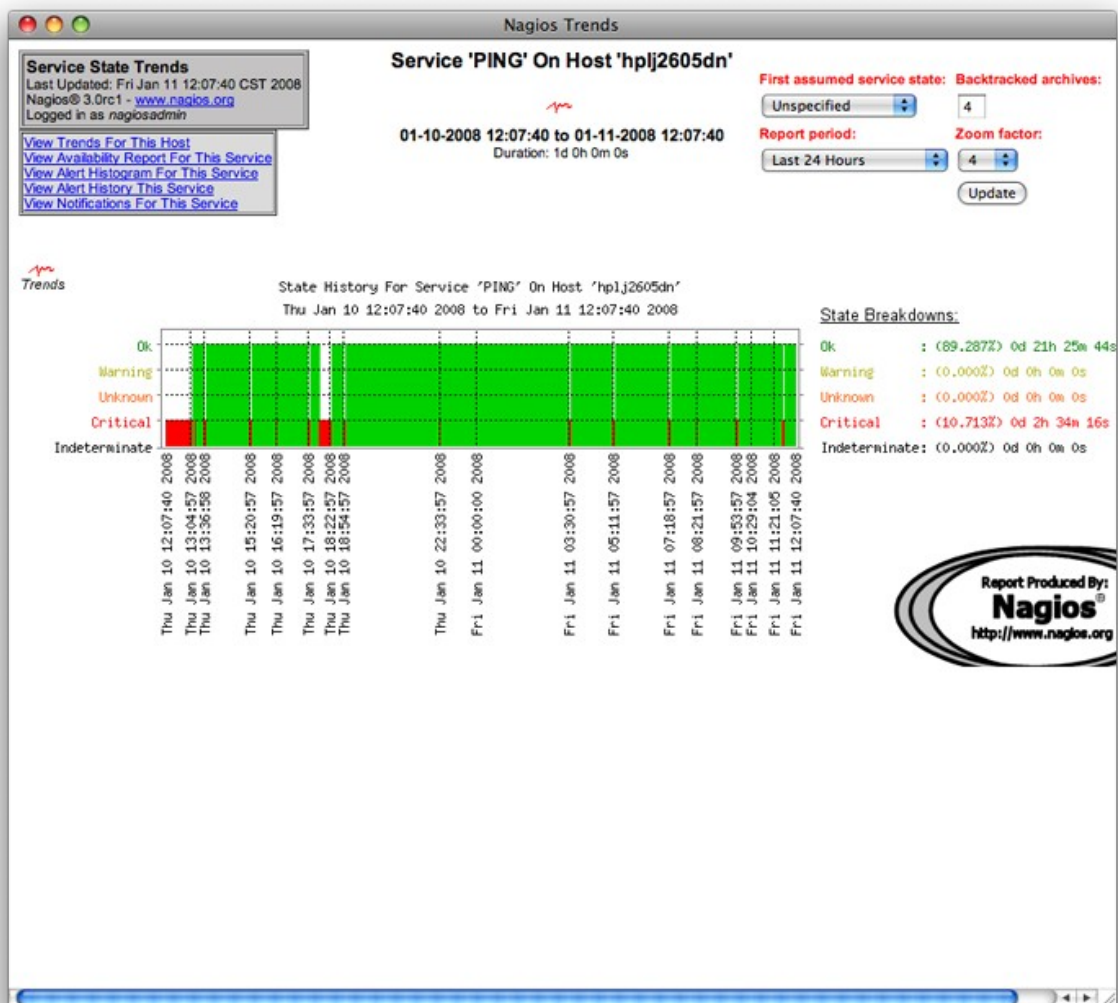 Nagios Trends
Service State Trends
Last Updated: Fri Jan 11 12:07:40 CST 2008
Nagios® 3.0rc1 - www.nagios.org
Logged in as nagiosadmin
View Trends For This Host
View Availability Report For This Service
View Alert Histogram For This Service
View Alert History This Service
View Notifications For This Service
Service 'PING' On Host 'hplj2605dn'
01-10-2008 12:07:40 to 01-11-2008 12:07:40
Duration: 1d 0h 0m 0s
First assumed service state: Backtracked archives:
Unspecified 4
Report period: Zoom factor:
Last 24 Hours 4
Update
Trends
State History For Service 'PING' On Host 'hplj2605dn'
Thu Jan 10 12:07:40 2008 to Fri Jan 11 12:07:40 2008
Ok
Warning
Unknown
Critical
Indeterminate
Thu Jan 10 12:07:40 2008
Thu Jan 10 13:04:57 2008
Thu Jan 10 13:36:58 2008
Thu Jan 10 15:20:57 2008
Thu Jan 10 16:19:57 2008
Thu Jan 10 17:33:57 2008
Thu Jan 10 18:22:57 2008
Thu Jan 10 18:54:57 2008
Thu Jan 10 22:33:57 2008
Fri Jan 11 00:00:00 2008
Fri Jan 11 03:30:57 2008
Fri Jan 11 05:11:57 2008
Fri Jan 11 07:18:57 2008
Fri Jan 11 08:21:57 2008
Fri Jan 11 09:53:57 2008
Fri Jan 11 10:29:04 2008
Fri Jan 11 11:21:05 2008
Fri Jan 11 12:07:40 2008
State Breakdowns:
Ok : (89.287%) 0d 21h 25m 44s
Warning : (0.000%) 0d 0h 0m 0s
Unknown : (0.000%) 0d 0h 0m 0s
Critical : (10.713%) 0d 2h 34m 16s
Indeterminate: (0.000%) 0d 0h 0m 0s
Report Produced By:
Nagios®
http://www.nagios.org